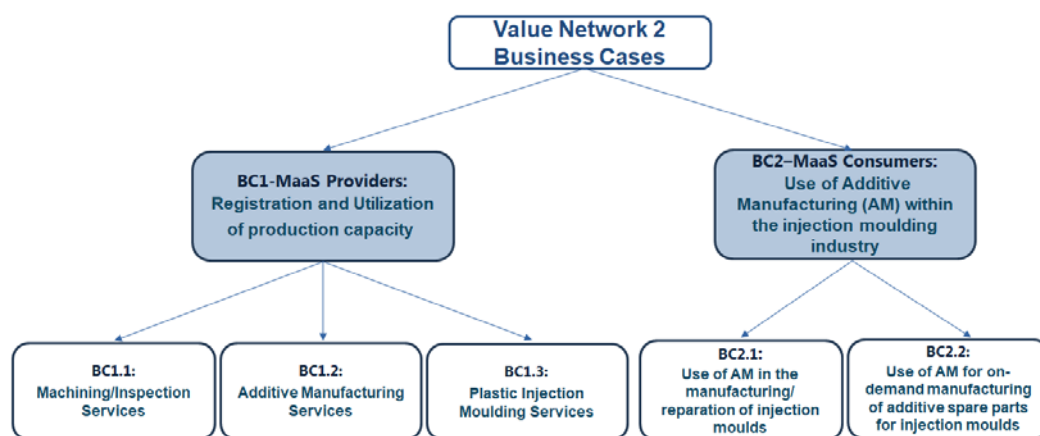 Value Network 2
Business Cases
BC1-MaaS Providers:
Registration and Utilization
of production capacity
BC2–MaaS Consumers:
Use of Additive
Manufacturing (AM) within
the injection moulding
industry
BC1.1:
Machining/Inspection
Services
BC1.2:
Additive Manufacturing
Services
BC1.3:
Plastic Injection
Moulding Services
BC2.1:
Use of AM in the
manufacturing/
reparation of injection
moulds
BC2.2:
Use of AM for on-
demand manufacturing
of additive spare parts
for injection moulds